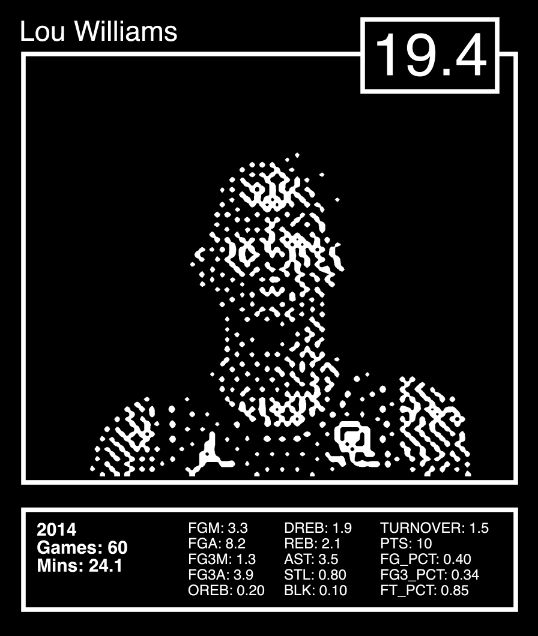 Lou Williams
19.4
2014
Games: 60
Mins: 24.1
FGM: 3.3
FGA: 8.2
FG3M: 1.3
FG3A: 3.9
OREB: 0.20
DREB: 1.9
REB: 2.1
AST: 3.5
STL: 0.80
BLK: 0.10
TURNOVER: 1.5
PTS: 10
FG_PCT: 0.40
FG3_PCT: 0.34
FT_PCT: 0.85